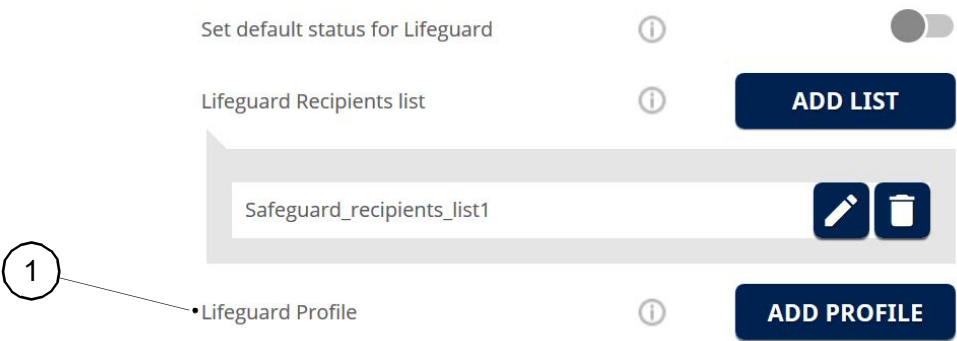 Set default status for Lifeguard
Lifeguard Recipients list
ADD LIST
Safeguard_recipients_list1
1
Lifeguard Profile
ADD PROFILE